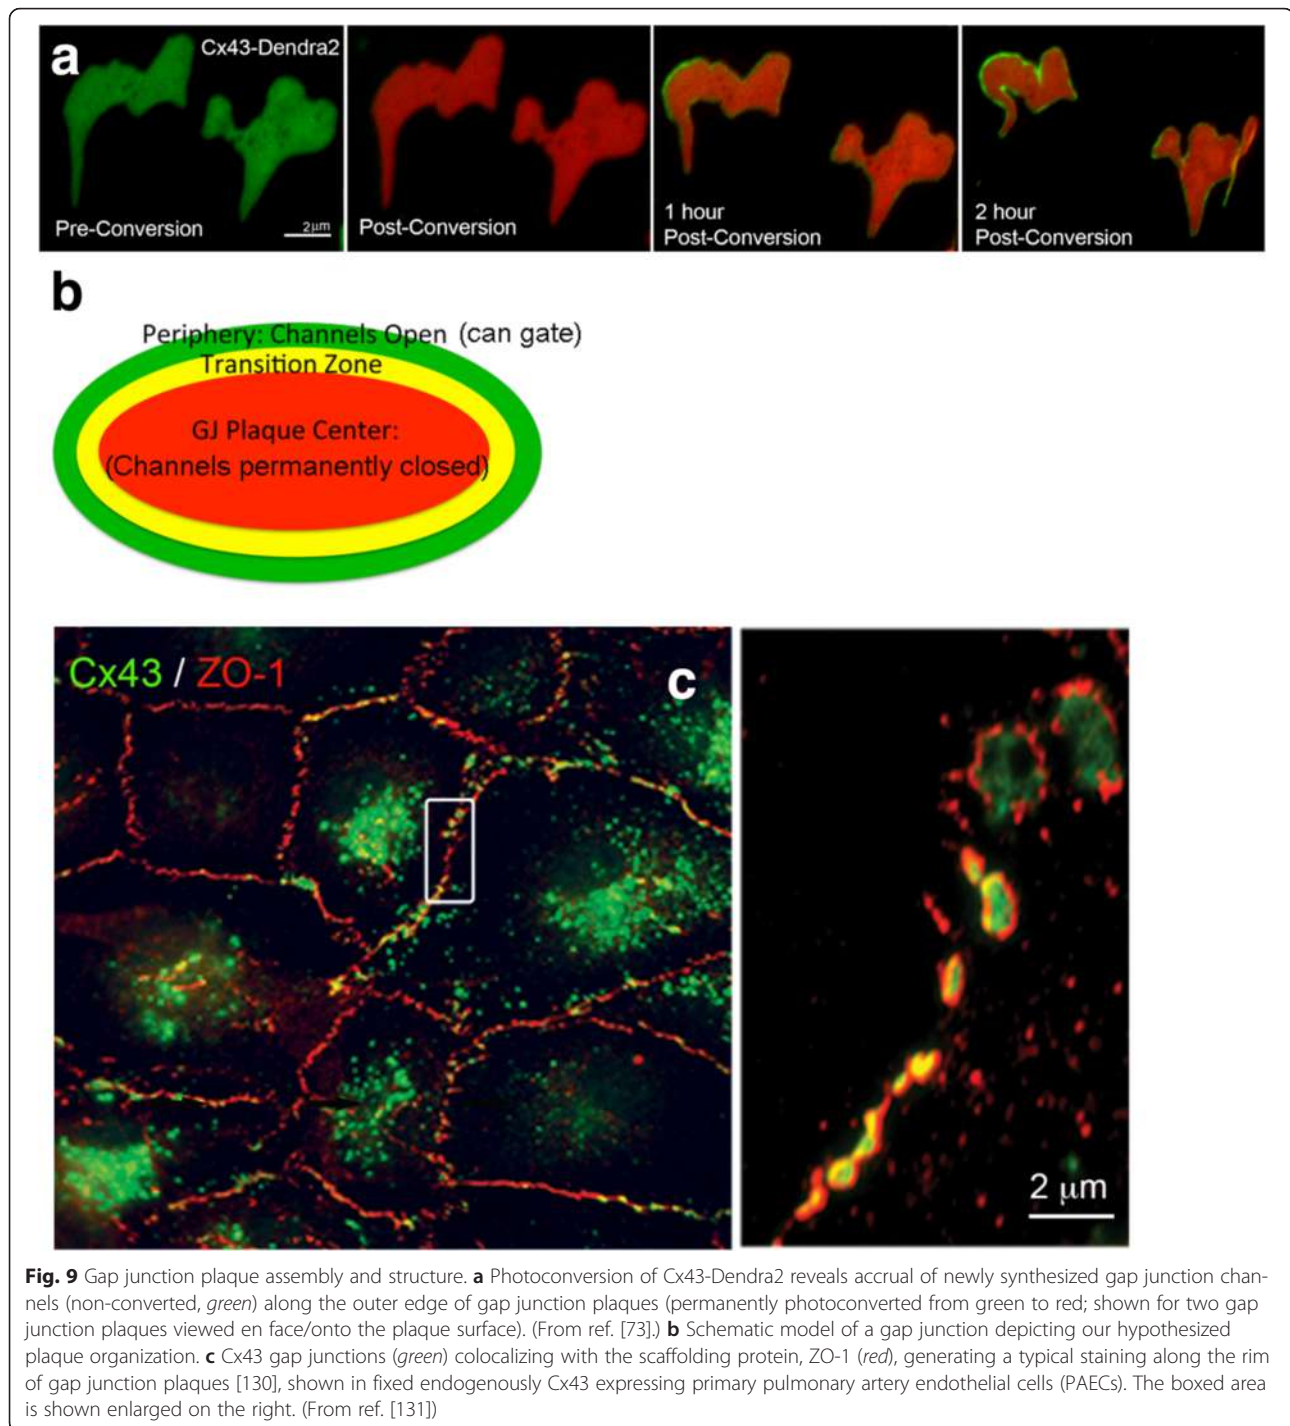 a
Cx43-Dendra2
Pre-Conversion
2μm
Post-Conversion
1 hour
Post-Conversion
2 hour
Post-Conversion
b
Periphery: Channels Open (can gate)
Transition Zone
GJ Plaque Center:
(Channels permanently closed)
Cx43 / ZO-1
c
2 μm
Fig. 9 Gap junction plaque assembly and structure. a Photoconversion of Cx43-Dendra2 reveals accrual of newly synthesized gap junction chan-
nels (non-converted, green) along the outer edge of gap junction plaques (permanently photoconverted from green to red; shown for two gap
junction plaques viewed en face/onto the plaque surface). (From ref. [73].) b Schematic model of a gap junction depicting our hypothesized
plaque organization. c Cx43 gap junctions (green) colocalizing with the scaffolding protein, ZO-1 (red), generating a typical staining along the rim
of gap junction plaques [130], shown in fixed endogenously Cx43 expressing primary pulmonary artery endothelial cells (PAECs). The boxed area
is shown enlarged on the right. (From ref. [131])